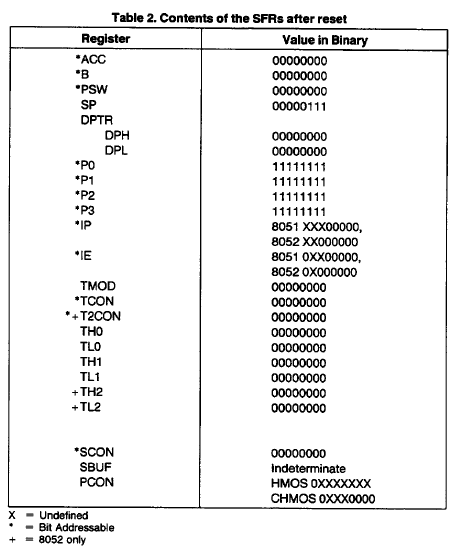 Table 2. Contents of the SFRs after reset
Register Value in Binary
*ACC 00000000
*B 00000000
*PSW 00000000
SP 00000111
DPTR
DPH 00000000
DPL 00000000
*P0 11111111
*P1 11111111
*P2 11111111
*P3 11111111
*IP 8051 XXX00000,
8052 XX000000
*IE 8051 0XX00000,
8052 0X000000
TMOD 00000000
*TCON 00000000
*+T2CON 00000000
TH0 00000000
TL0 00000000
TH1 00000000
TL1 00000000
+TH2 00000000
+TL2 00000000
*SCON 00000000
SBUF Indeterminate
PCON HMOS 0XXXXXXX
CHMOS 0XXX0000
X = Undefined
* = Bit Addressable
+ = 8052 only